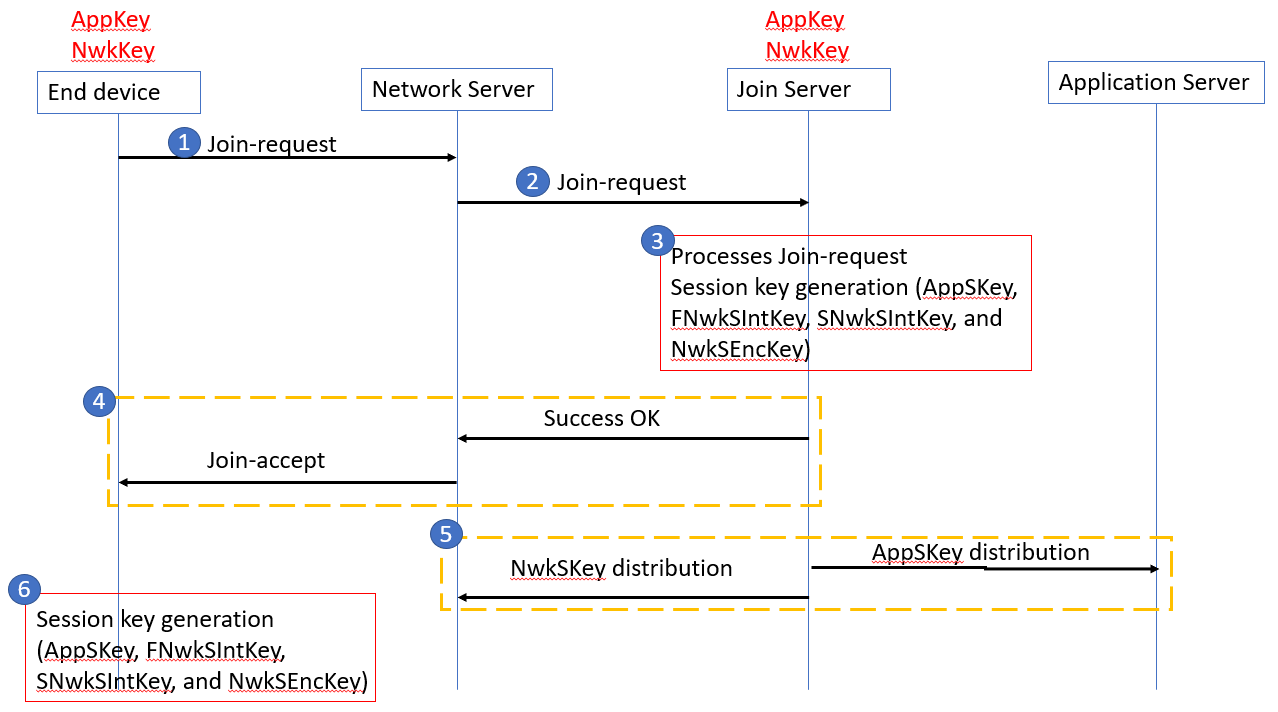 AppKey
NwkKey
AppKey
NwkKey
End device
Network Server
Join Server
Application Server
1
Join-request
2
Join-request
3
Processes Join-request
Session key generation (AppSKey,
FNwkSIntKey, SNwkSIntKey, and
NwkSEncKey)
4
Success OK
Join-accept
5
NwkSKey distribution
AppSKey distribution
6
Session key generation
(AppSKey, FNwkSIntKey,
SNwkSIntKey, and NwkSEncKey)